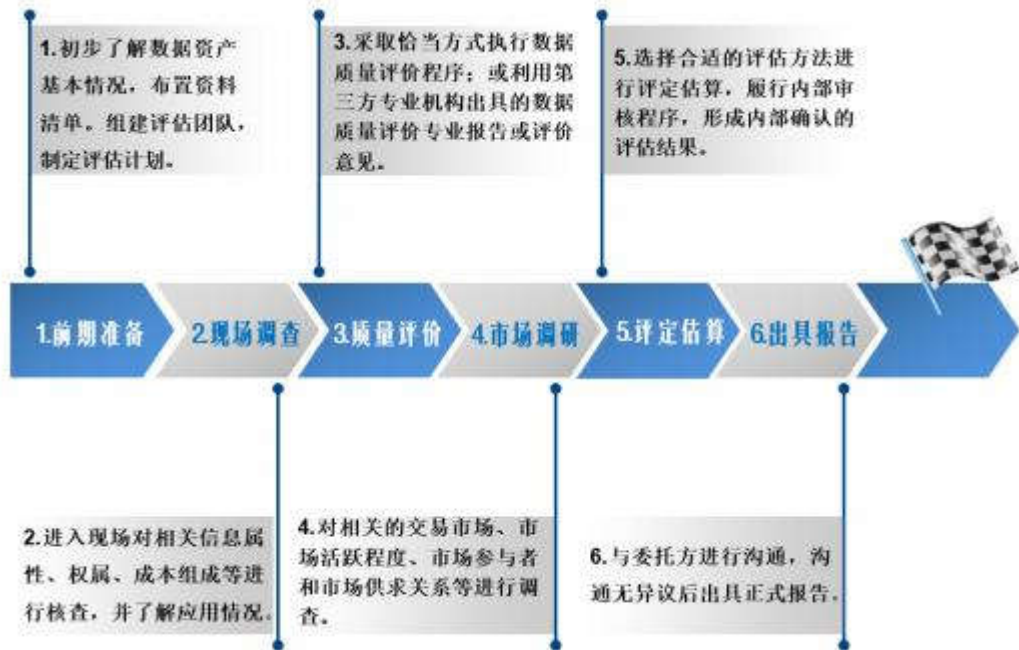 1.初步了解数据资产
基本情况，布置资料
清单。组建评估团队，
制定评估计划。
3.采取恰当方式执行数据
质量评价程序；或利用第
三方专业机构出具的数据
质量评价专业报告或评价
意见。
5.选择合适的评估方法进
行评定估算，履行内部审
核程序，形成内部确认的
评估结果。
1.前期准备
2.现场调查
3.质量评价
4.市场调研
5.评定估算
6.出具报告
2.进入现场对相关信息属
性、权属、成本组成等进
行核查，并了解应用情况。
4.对相关的交易市场、市
场活跃程度、市场参与者
和市场供求关系等进行调
查。
6.与委托方进行沟通，沟
通无异议后出具正式报告。